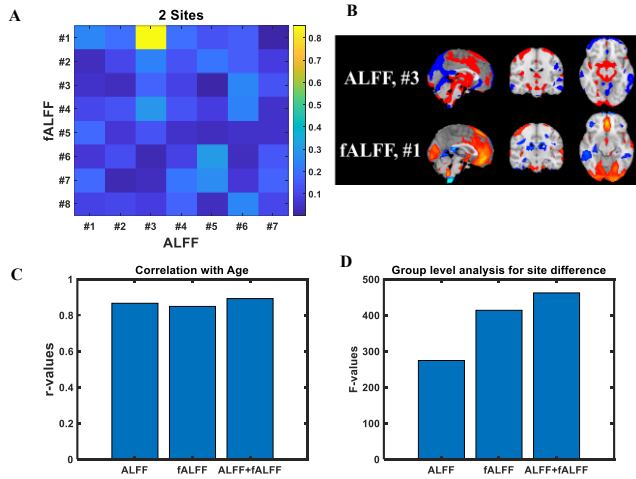 A
2 Sites
fALFF
#1
#2
#3
#4
#5
#6
#7
#8
#1 #2 #3 #4 #5 #6 #7
ALFF
0.8
0.7
0.6
0.5
0.4
0.3
0.2
0.1
B
ALFF, #3
fALFF, #1
C
Correlation with Age
r-values
1
0.8
0.6
0.4
0.2
0
ALFF fALFF ALFF+fALFF
D
Group level analysis for site difference
F-values
500
400
300
200
100
0
ALFF fALFF ALFF+fALFF